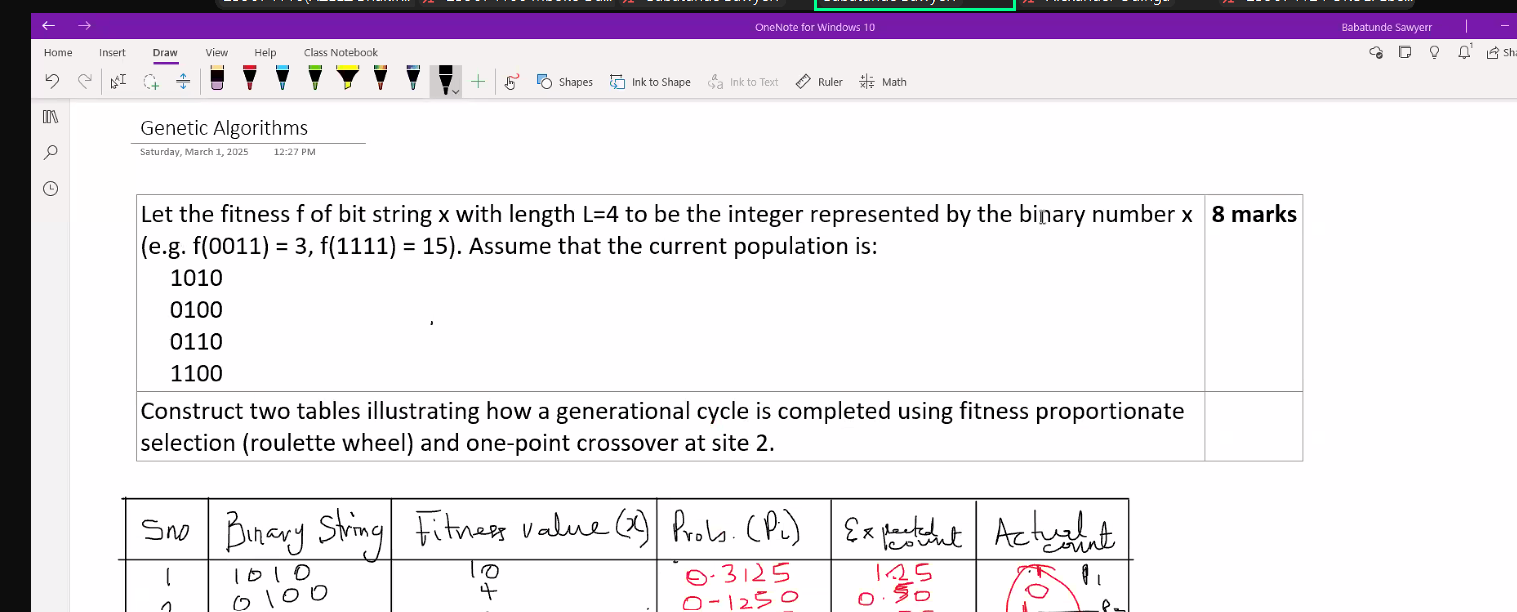 OneNote for Windows 10
Babatunde Sawyerr
Home Insert Draw View Help Class Notebook
Shapes Ink to Shape Ink to Text Ruler Math
Genetic Algorithms
Saturday, March 1, 2025 12:27 PM
Let the fitness f of bit string x with length L=4 to be the integer represented by the binary number x 8 marks
(e.g. f(0011) = 3, f(1111) = 15). Assume that the current population is:
1010
0100
0110
1100
Construct two tables illustrating how a generational cycle is completed using fitness proportionate
selection (roulette wheel) and one-point crossover at site 2.
Sno Binary String Fitness value (x) Prob. (Pi) Expected count Actual count
1 1010 10 0.3125 1.25 P1
0100 4 0.1250 0.50 0